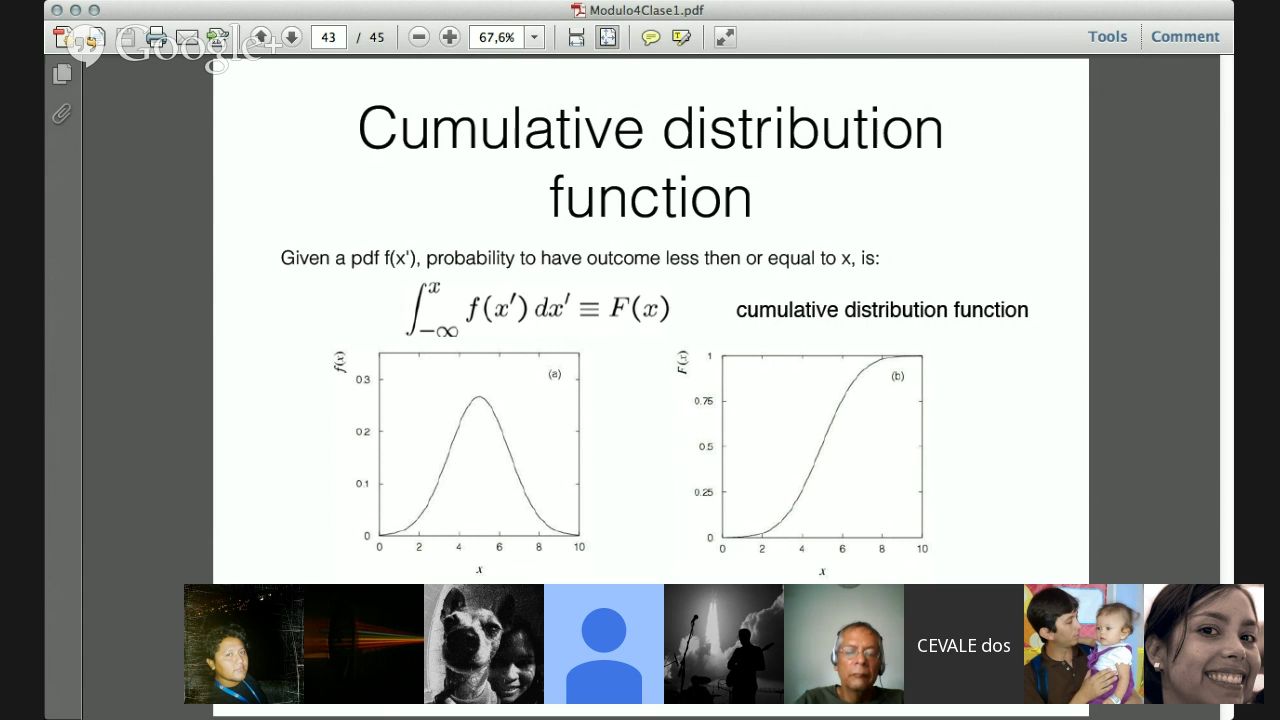 Modulo4Clase1.pdf
Google+
43 / 45
67,6%
Tools
Comment
Cumulative distribution
function
Given a pdf f(x'), probability to have outcome less then or equal to x, is:
∫_{-∞}^{x} f(x′) dx′ ≡ F(x)
cumulative distribution function
f(x)
(a)
0.3
0.2
0.1
0
0 2 4 6 8 10
x
F(x)
(b)
1
0.75
0.5
0.25
0
0 2 4 6 8 10
x
CEVALE dos